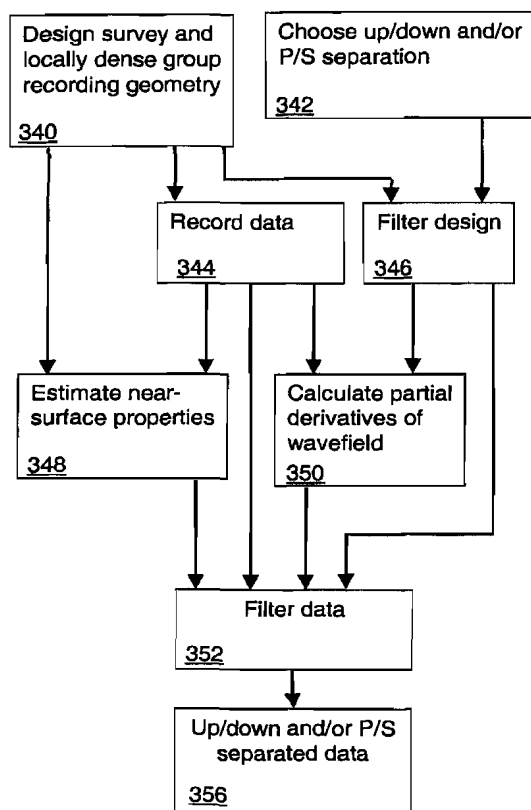 Design survey and
locally dense group
recording geometry
340
Choose up/down and/or
P/S separation
342
Record data
344
Filter design
346
Estimate near-
surface properties
348
Calculate partial
derivatives of
wavefield
350
Filter data
352
Up/down and/or P/S
separated data
356